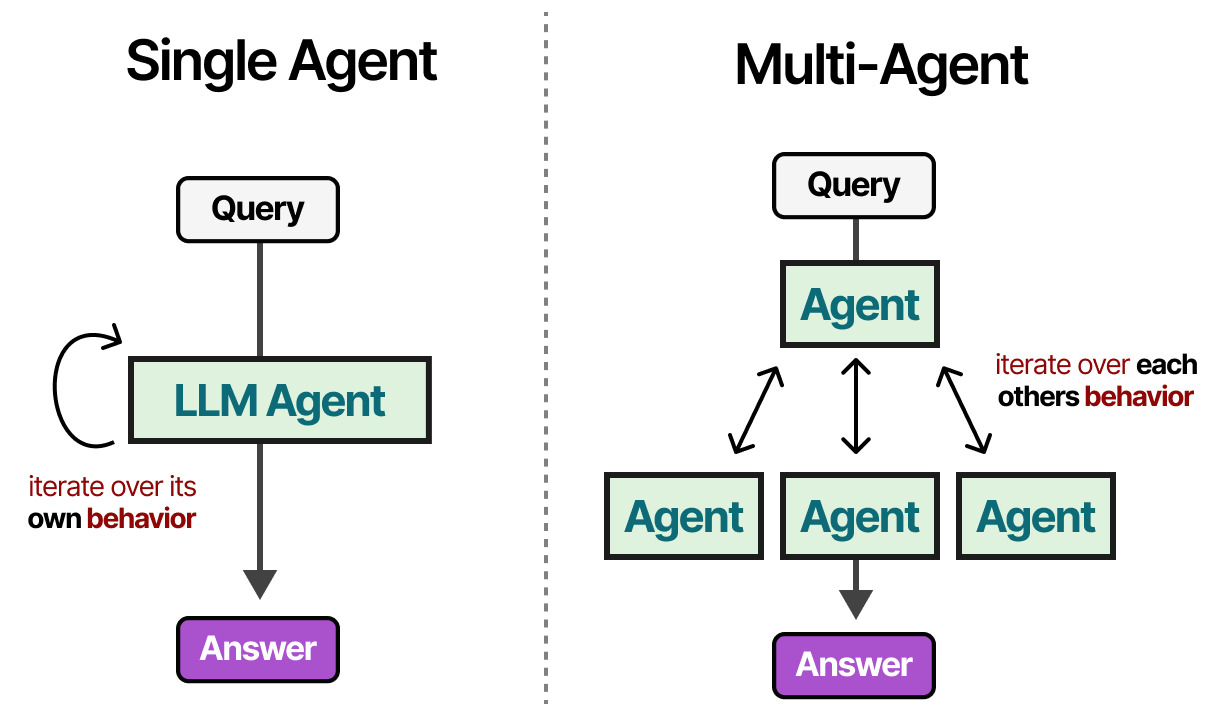 Single Agent
Query
LLM Agent
iterate over its
own behavior
Answer
Multi-Agent
Query
Agent
iterate over each
others behavior
Agent
Agent
Agent
Answer